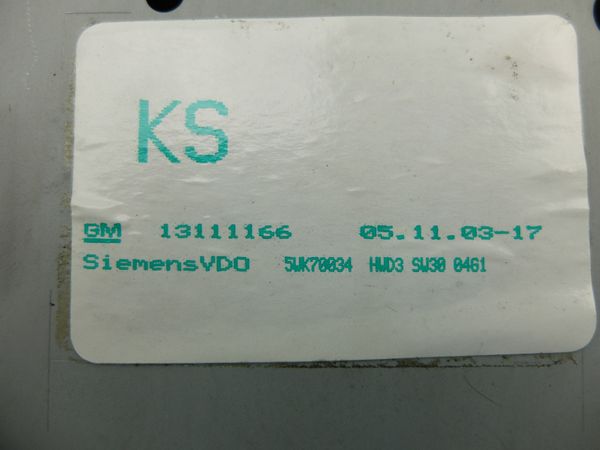 KS
GM 13111166 05.11.03-17
SiemensVDO 5WK70034 HWD3 SW30 0461